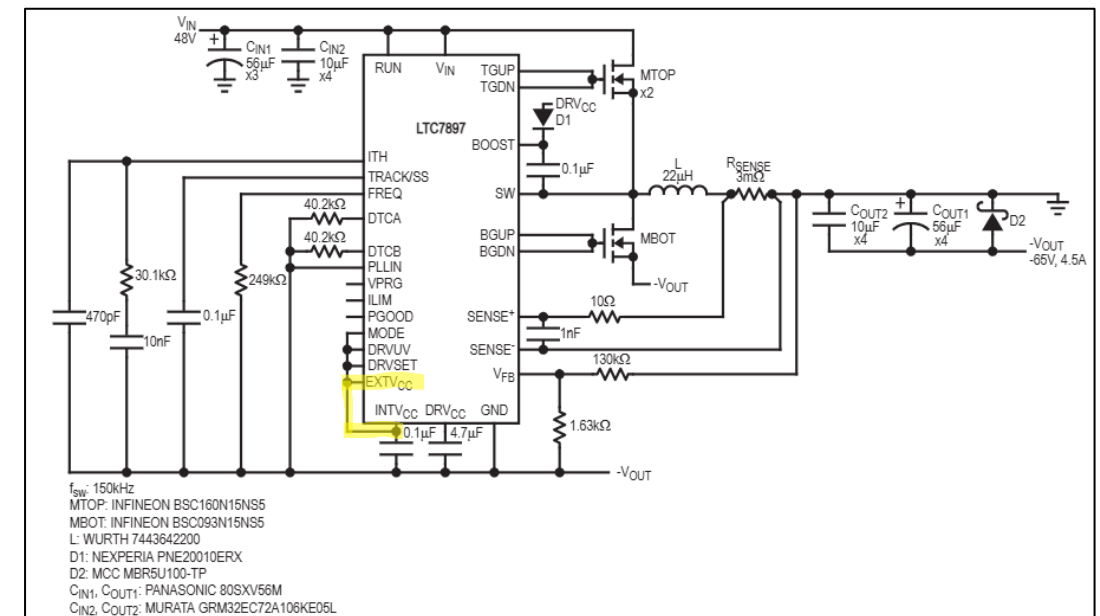 VIN
48V
+
CIN1
56µF
x3
CIN2
10µF
x4
RUN
VIN
TGUP
TGDN
MTOP
x2
DRVCC
D1
LTC7897
BOOST
0.1µF
ITH
TRACK/SS
FREQ
SW
L
22µH
RSENSE
3mΩ
40.2kΩ
DTCA
40.2kΩ
DTCB
PLLIN
BGUP
BGDN
MBOT
-VOUT
COUT2
10µF
x4
+
COUT1
56µF
x4
D2
-VOUT
-65V, 4.5A
30.1kΩ
249kΩ
VPRG
ILIM
PGOOD
470pF
10nF
0.1µF
SENSE+
10Ω
1nF
MODE
DRVUV
DRVSET
EXTVCC
SENSE-
130kΩ
VFB
INTVCC DRVCC GND
0.1µF
4.7µF
1.63kΩ
-VOUT
fSW: 150kHz
MTOP: INFINEON BSC160N15NS5
MBOT: INFINEON BSC093N15NS5
L: WURTH 7443642200
D1: NEXPERIA PNE20010ERX
D2: MCC MBR5U100-TP
CIN1, COUT1: PANASONIC 80SXV56M
CIN2, COUT2: MURATA GRM32EC72A106KE05L